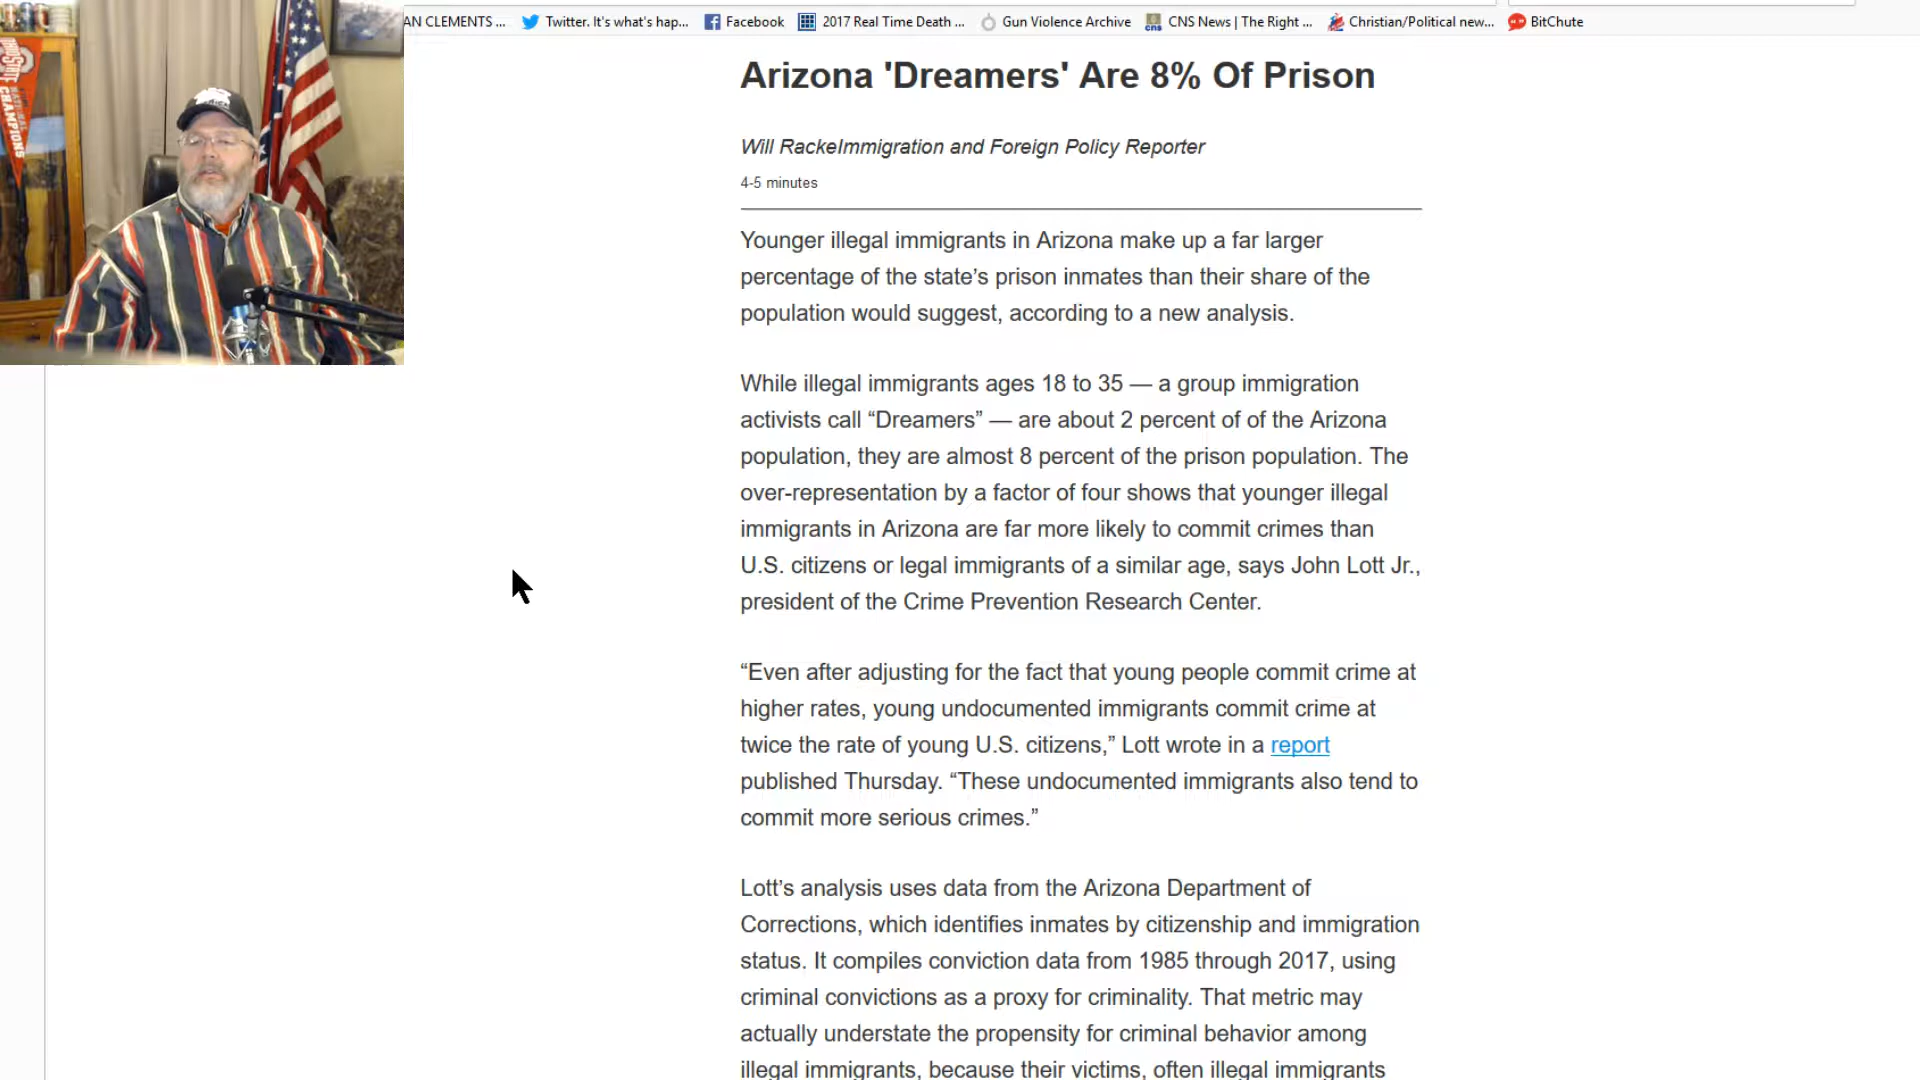 AN CLEMENTS ... Twitter. It's what's hap... Facebook 2017 Real Time Death ... Gun Violence Archive CNS News | The Right ... Christian/Political new... BitChute
STATE
CHAMPIONS
Arizona 'Dreamers' Are 8% Of Prison
Will RackeImmigration and Foreign Policy Reporter
4-5 minutes
Younger illegal immigrants in Arizona make up a far larger
percentage of the state’s prison inmates than their share of the
population would suggest, according to a new analysis.
While illegal immigrants ages 18 to 35 — a group immigration
activists call “Dreamers” — are about 2 percent of of the Arizona
population, they are almost 8 percent of the prison population. The
over-representation by a factor of four shows that younger illegal
immigrants in Arizona are far more likely to commit crimes than
U.S. citizens or legal immigrants of a similar age, says John Lott Jr.,
president of the Crime Prevention Research Center.
“Even after adjusting for the fact that young people commit crime at
higher rates, young undocumented immigrants commit crime at
twice the rate of young U.S. citizens,” Lott wrote in a report
published Thursday. “These undocumented immigrants also tend to
commit more serious crimes.”
Lott’s analysis uses data from the Arizona Department of
Corrections, which identifies inmates by citizenship and immigration
status. It compiles conviction data from 1985 through 2017, using
criminal convictions as a proxy for criminality. That metric may
actually understate the propensity for criminal behavior among
illegal immigrants, because their victims, often illegal immigrants